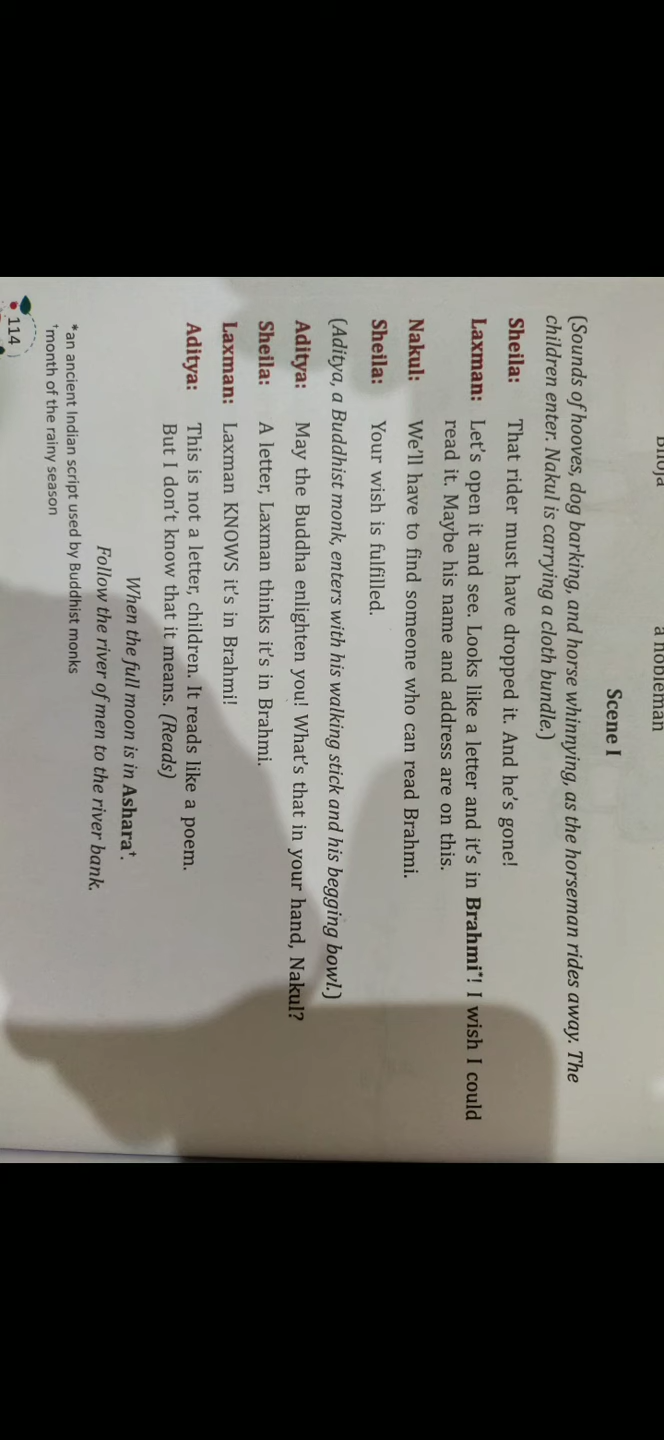 a nobleman
Scene I
(Sounds of hooves, dog barking, and horse whinnying, as the horseman rides away. The
children enter. Nakul is carrying a cloth bundle.)
Sheila: That rider must have dropped it. And he's gone!
Laxman: Let's open it and see. Looks like a letter and it's in Brahmi*! I wish I could
read it. Maybe his name and address are on this.
Nakul: We'll have to find someone who can read Brahmi.
Sheila: Your wish is fulfilled.
(Aditya, a Buddhist monk, enters with his walking stick and his begging bowl.)
Aditya: May the Buddha enlighten you! What's that in your hand, Nakul?
Sheila: A letter, Laxman thinks it's in Brahmi.
Laxman: Laxman KNOWS it's in Brahmi!
Aditya: This is not a letter, children. It reads like a poem.
But I don't know that it means. (Reads)
When the full moon is in Ashara†.
Follow the river of men to the river bank.
*an ancient Indian script used by Buddhist monks
†month of the rainy season
114